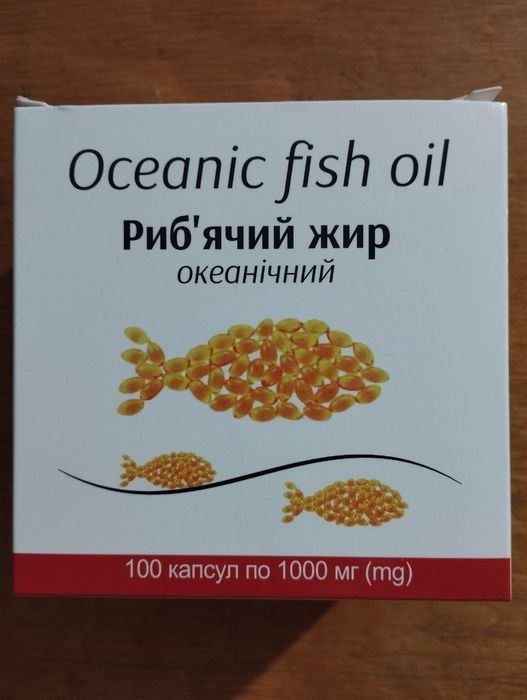 Oceanic fish oil
Риб'ячий жир
океанічний
100 капсул по 1000 мг (mg)